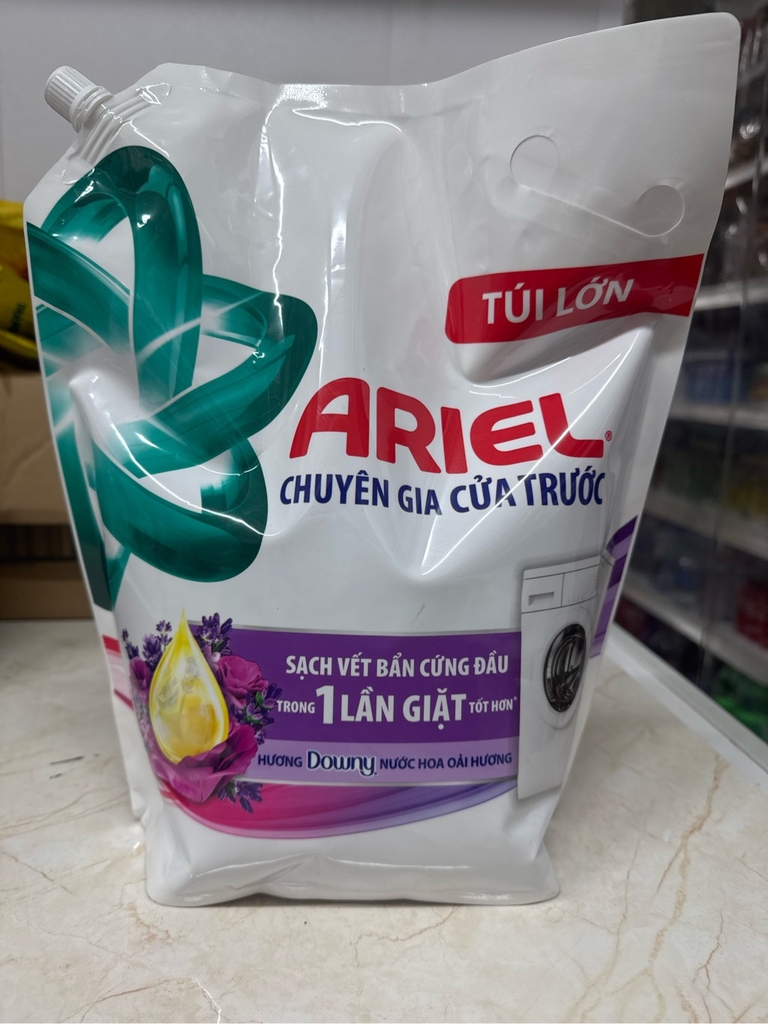 TÚI LỚN
ARIEL®
CHUYÊN GIA CỬA TRƯỚC
SẠCH VẾT BẨN CỨNG ĐẦU
TRONG 1 LẦN GIẶT TỐT HƠN*
HƯƠNG Downy NƯỚC HOA OẢI HƯƠNG